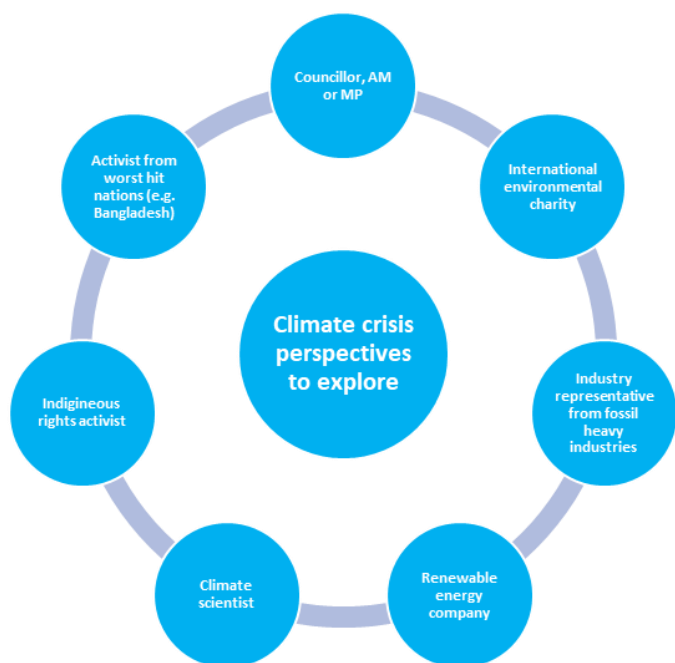 Councillor, AM
or MP
International
environmental
charity
Industry
representative
from fossil
heavy
industries
Renewable
energy
company
Climate
scientist
Indigineous
rights activist
Activist from
worst hit
nations (e.g.
Bangladesh)
Climate crisis
perspectives
to explore